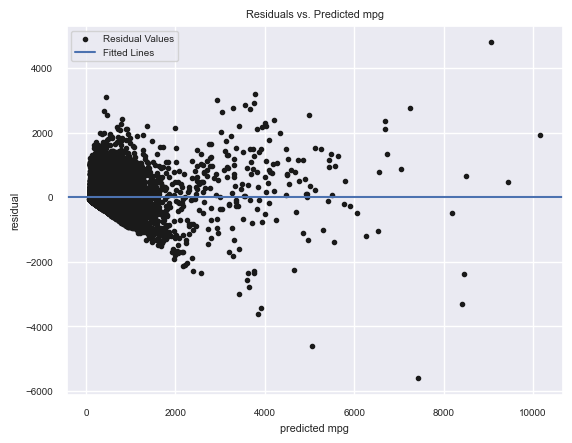 Residuals vs. Predicted mpg
Residual Values
Fitted Lines
4000
2000
0
−2000
−4000
−6000
residual
0
2000
4000
6000
8000
10000
predicted mpg